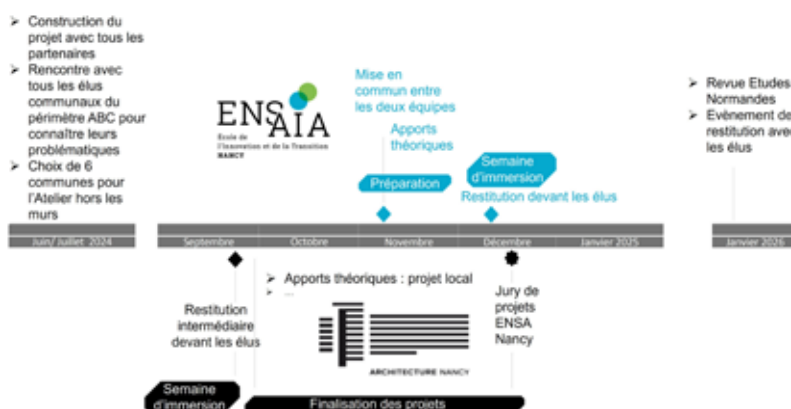 ➢ Construction du
projet avec tous les
partenaires
➢ Rencontre avec
tous les élus
communaux du
périmètre ABC pour
connaître leurs
problématiques
➢ Choix de 6
communes pour
l'Atelier hors les
murs
ENSAIA
Ecole de
l'Innovation et de la Transition
NANCY
Mise en
commun entre
les deux équipes
Apports
théoriques
Préparation
Semaine
d'immersion
Restitution devant les élus
➢ Revue Etudes
Normandes
➢ Evènement de
restitution avec
les élus
Juin/ Juillet 2024
Septembre
Octobre
Novembre
Décembre
Janvier 2025
Janvier 2026
Restitution
intermédiaire
devant les élus
➢ Apports théoriques : projet local
➢ ...
ARCHITECTURE NANCY
Jury de
projets
ENSA
Nancy
Semaine
d'immersion
Finalisation des projets